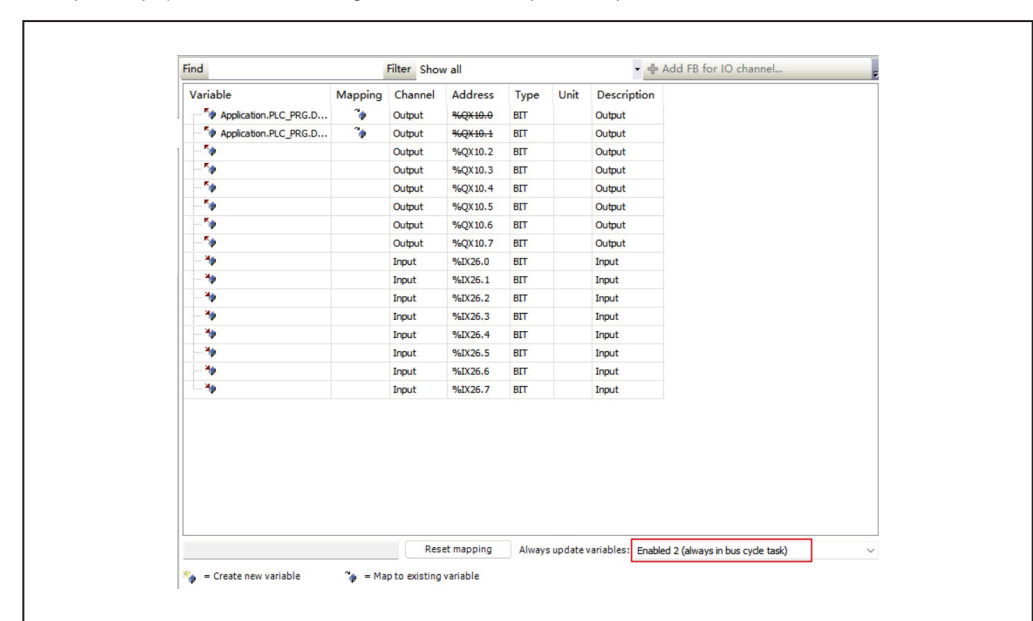 Find Filter Show all Add FB for IO channel...
Variable Mapping Channel Address Type Unit Description
Application.PLC_PRG.D... Output %QX10.0 BIT Output
Application.PLC_PRG.D... Output %QX10.1 BIT Output
Output %QX10.2 BIT Output
Output %QX10.3 BIT Output
Output %QX10.4 BIT Output
Output %QX10.5 BIT Output
Output %QX10.6 BIT Output
Output %QX10.7 BIT Output
Input %IX26.0 BIT Input
Input %IX26.1 BIT Input
Input %IX26.2 BIT Input
Input %IX26.3 BIT Input
Input %IX26.4 BIT Input
Input %IX26.5 BIT Input
Input %IX26.6 BIT Input
Input %IX26.7 BIT Input
Reset mapping Always update variables: Enabled 2 (always in bus cycle task)
= Create new variable = Map to existing variable